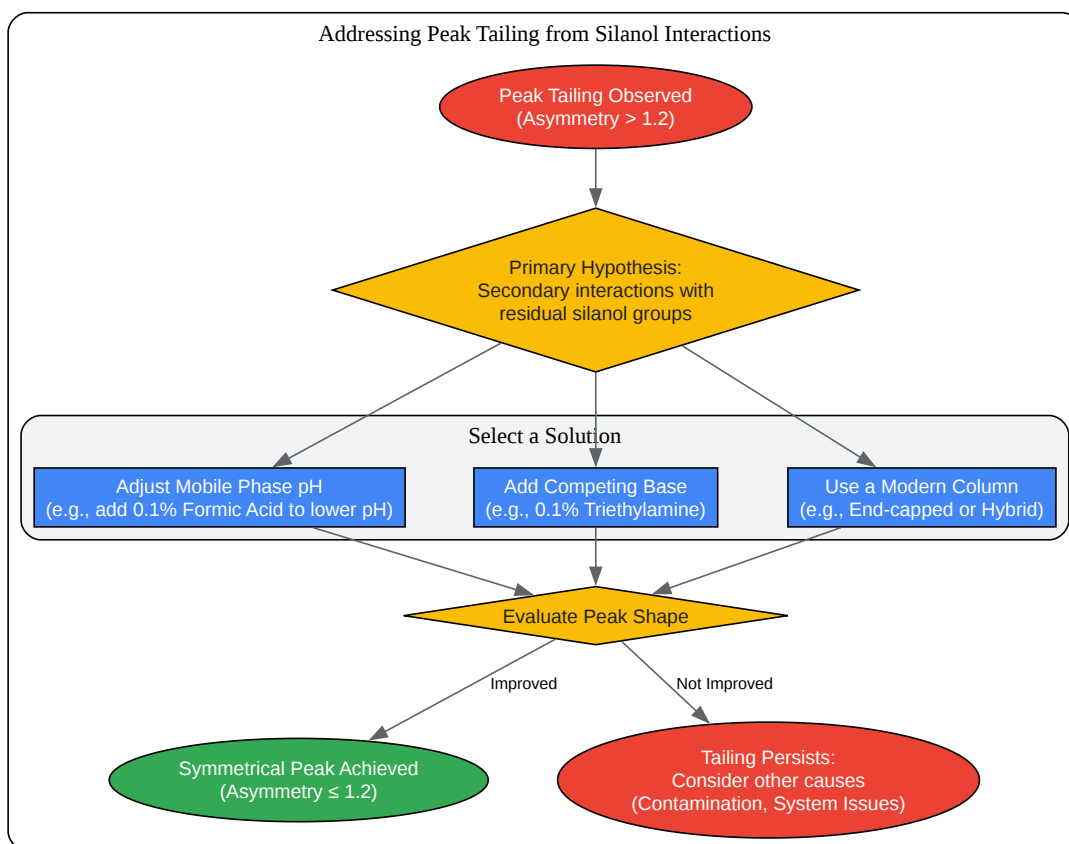 Addressing Peak Tailing from Silanol Interactions
Peak Tailing Observed
(Asymmetry > 1.2)
Primary Hypothesis:
Secondary interactions with
residual silanol groups
Select a Solution
Adjust Mobile Phase pH
(e.g., add 0.1% Formic Acid to lower pH)
Add Competing Base
(e.g., 0.1% Triethylamine)
Use a Modern Column
(e.g., End-capped or Hybrid)
Evaluate Peak Shape
Improved
Not Improved
Symmetrical Peak Achieved
(Asymmetry ≤ 1.2)
Tailing Persists:
Consider other causes
(Contamination, System Issues)